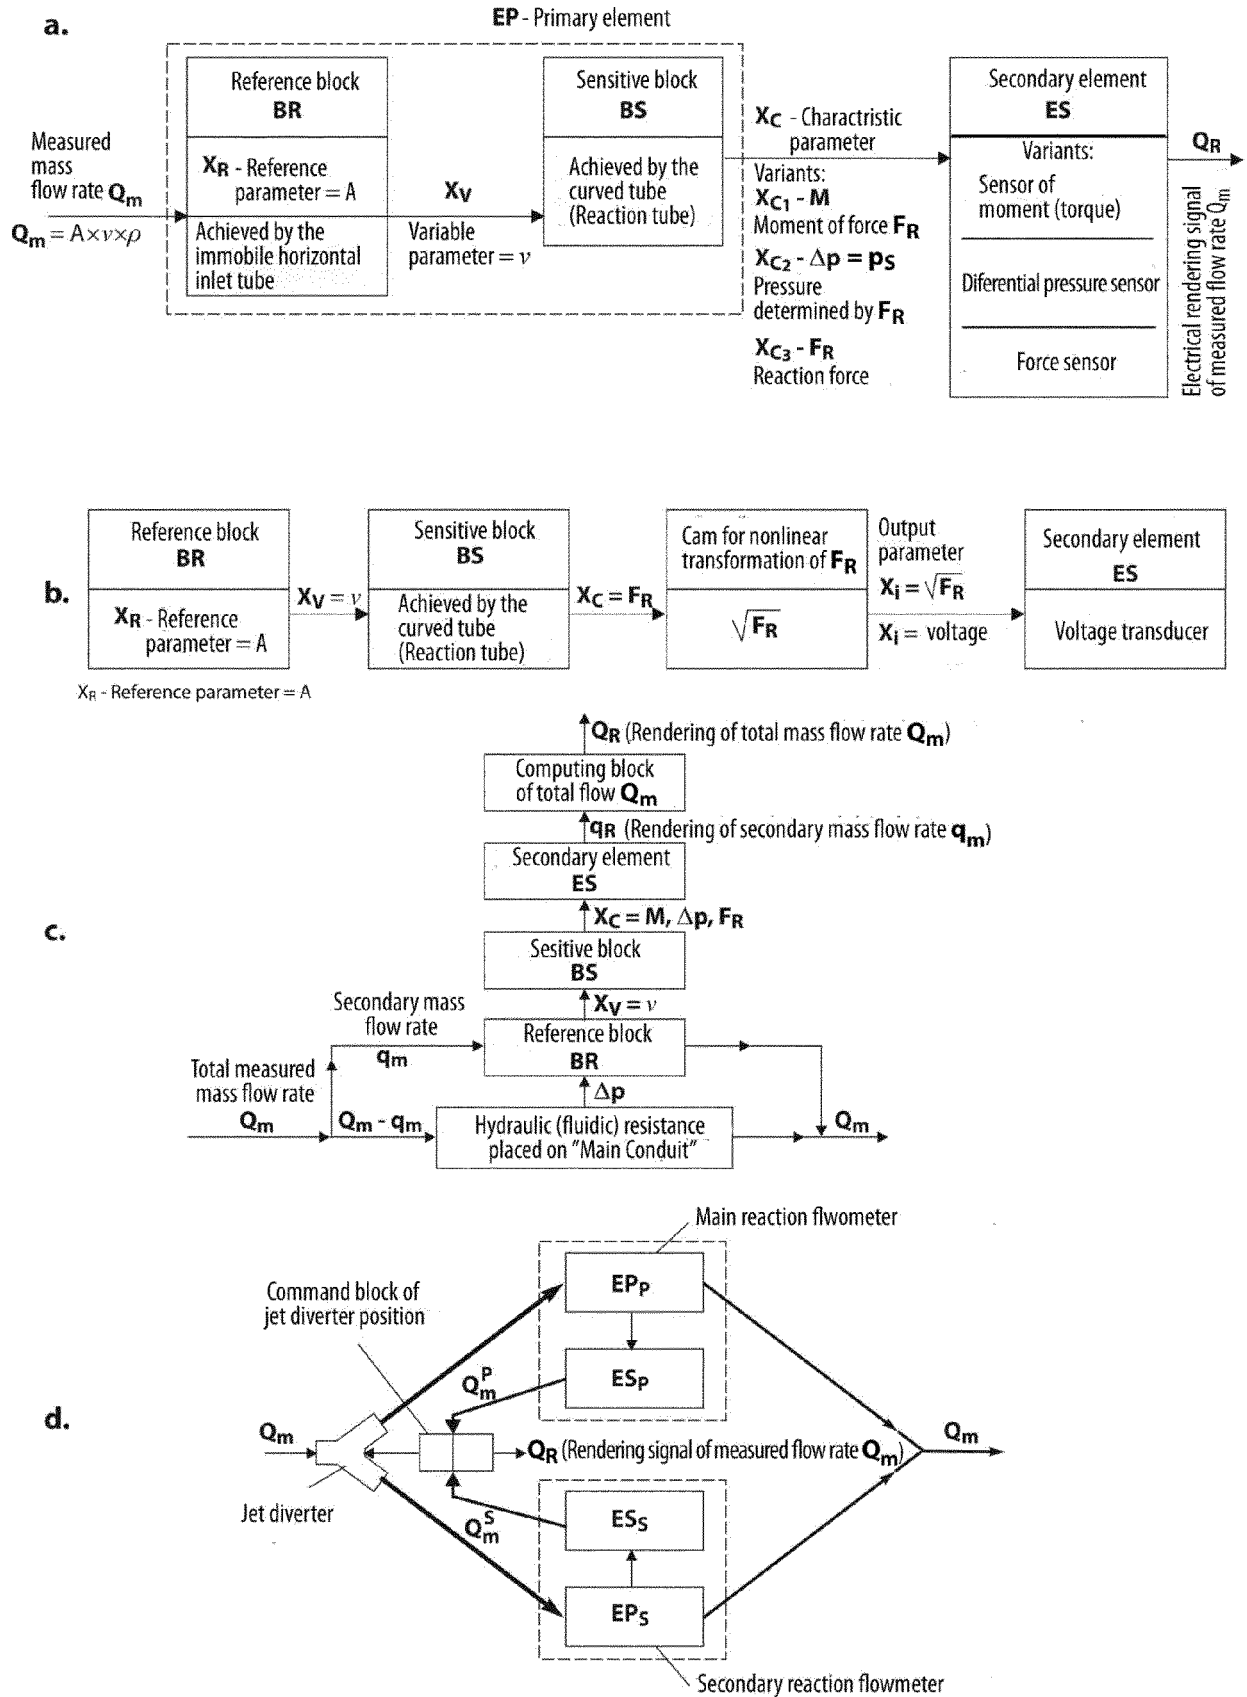 a.
EP - Primary element
Measured
mass
flow rate Qm
Qm = A×v×ρ
Reference block
BR
XR - Reference
parameter = A
Achieved by the
immobile horizontal
inlet tube
XV
Variable
parameter = v
Sensitive block
BS
Achieved by the
curved tube
(Reaction tube)
XC - Charactristic
parameter
Variants:
XC1 - M
Moment of force FR
XC2 - Δp = pS
Pressure
determined by FR
XC3 - FR
Reaction force
Secondary element
ES
Variants:
Sensor of
moment (torque)
Diferential pressure sensor
Force sensor
QR
Electrical rendering signal
of measured flow rate Qm
b.
Reference block
BR
XR - Reference
parameter = A
XR - Reference parameter = A
XV = v
Sensitive block
BS
Achieved by the
curved tube
(Reaction tube)
XC = FR
Cam for nonlinear
transformation of FR
√FR
Output
parameter
Xi = √FR
Xi = voltage
Secondary element
ES
Voltage transducer
c.
QR (Rendering of total mass flow rate Qm)
Computing block
of total flow Qm
qR (Rendering of secondary mass flow rate qm)
Secondary element
ES
XC = M, Δp, FR
Sesitive block
BS
XV = v
Secondary mass
flow rate
qm
Reference block
BR
Δp
Total measured
mass flow rate
Qm
Qm - qm
Hydraulic (fluidic) resistance
placed on "Main Conduit"
Qm
d.
Main reaction flwometer
EPP
ESP
Command block of
jet diverter position
QmP
Qm
QR (Rendering signal of measured flow rate Qm)
Qm
Jet diverter
QmS
ESS
EPS
Secondary reaction flowmeter